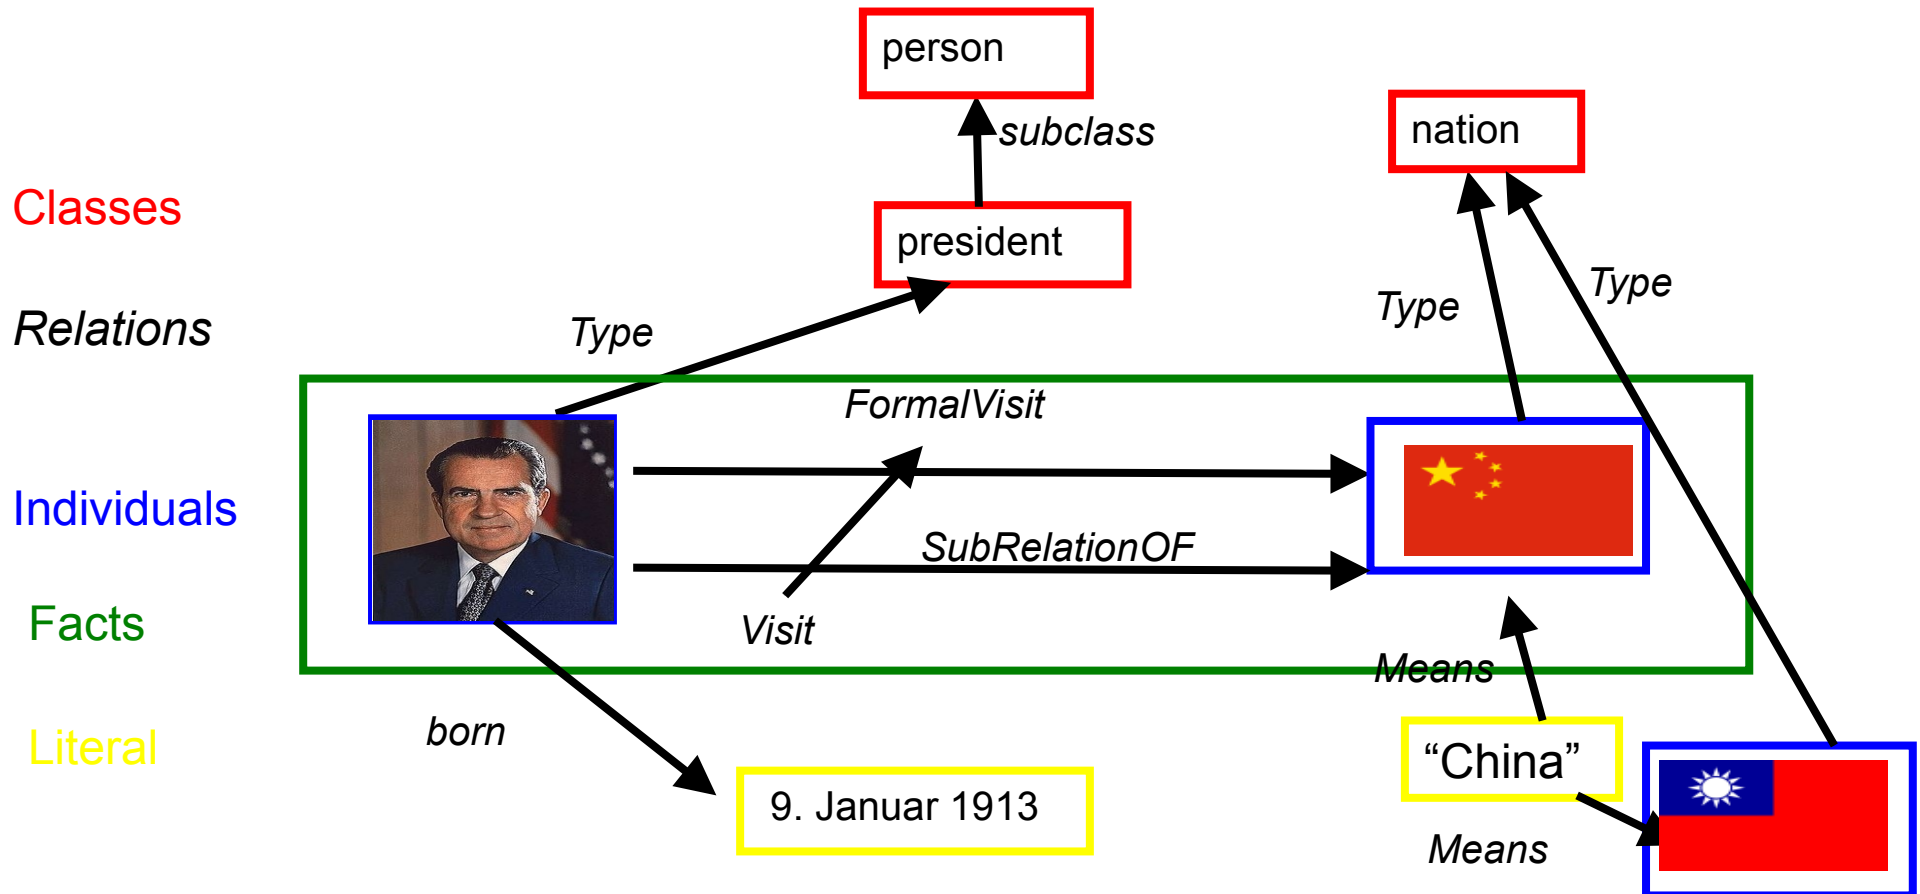 person
subclass
nation
Classes
president
Type
Type
Relations
Type
FormalVisit
Individuals
SubRelationOF
Facts
Visit
Means
born
Literal
“China”
9. Januar 1913
Means